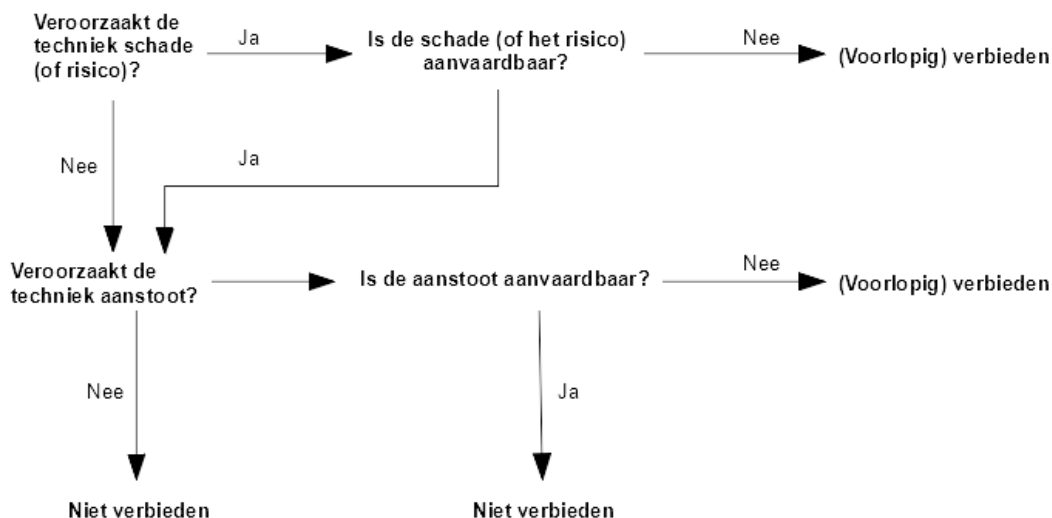 Veroorzaakt de
techniek schade
(of risico)?
Ja
Is de schade (of het risico)
aanvaardbaar?
Nee
(Voorlopig) verbieden
Nee
Ja
Veroorzaakt de
techniek aanstoot?
Is de aanstoot aanvaardbaar?
Nee
(Voorlopig) verbieden
Nee
Ja
Niet verbieden
Niet verbieden